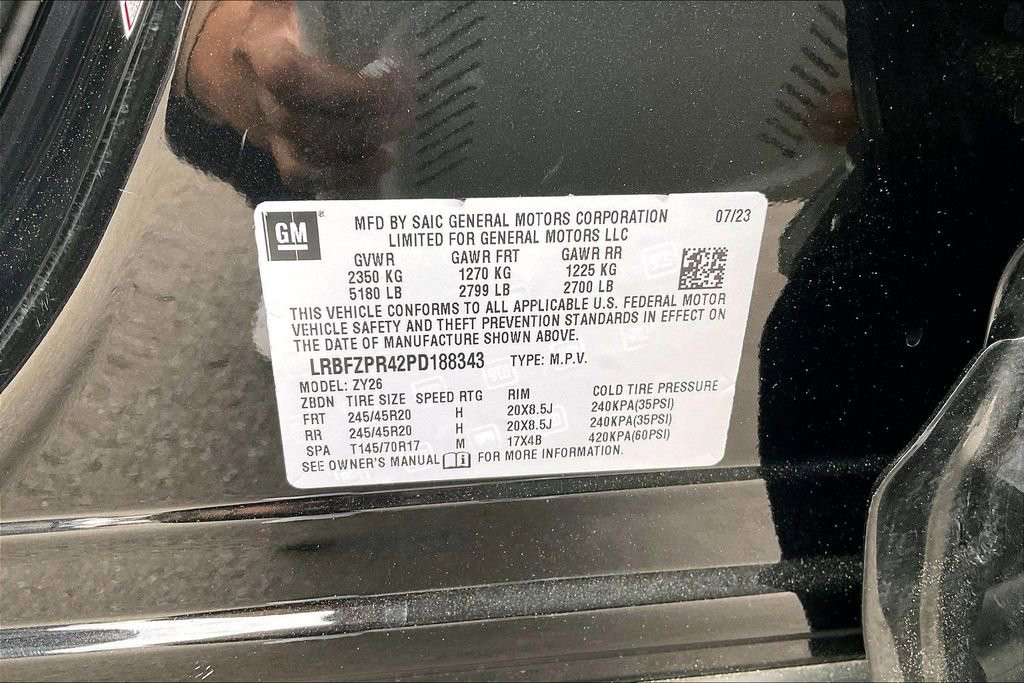 GM
®
MFD BY SAIC GENERAL MOTORS CORPORATION 07/23
LIMITED FOR GENERAL MOTORS LLC
GVWR GAWR FRT GAWR RR
2350 KG 1270 KG 1225 KG
5180 LB 2799 LB 2700 LB
THIS VEHICLE CONFORMS TO ALL APPLICABLE U.S. FEDERAL MOTOR
VEHICLE SAFETY AND THEFT PREVENTION STANDARDS IN EFFECT ON
THE DATE OF MANUFACTURE SHOWN ABOVE.
LRBFZPR42PD188343 TYPE: M.P.V.
MODEL: ZY26
ZBDN TIRE SIZE SPEED RTG RIM COLD TIRE PRESSURE
FRT 245/45R20 H 20X8.5J 240KPA(35PSI)
RR 245/45R20 H 20X8.5J 240KPA(35PSI)
SPA T145/70R17 M 17X4B 420KPA(60PSI)
SEE OWNER'S MANUAL FOR MORE INFORMATION.